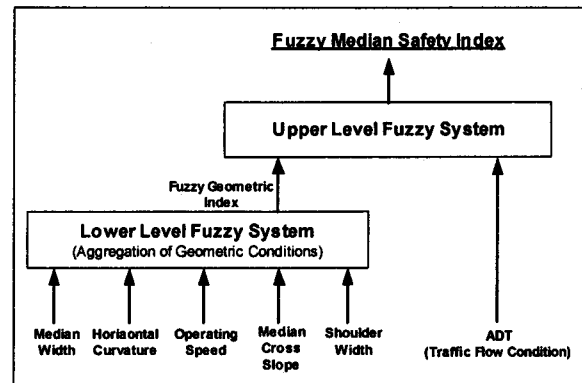 Fuzzy Median Safety Index
Upper Level Fuzzy System
Fuzzy Geometric
Index
Lower Level Fuzzy System
(Aggregation of Geometric Conditions)
Median
Width
Horiaontal
Curvature
Operating
Speed
Median
Cross
Slope
Shoulder
Width
ADT
(Traffic Flow Condition)